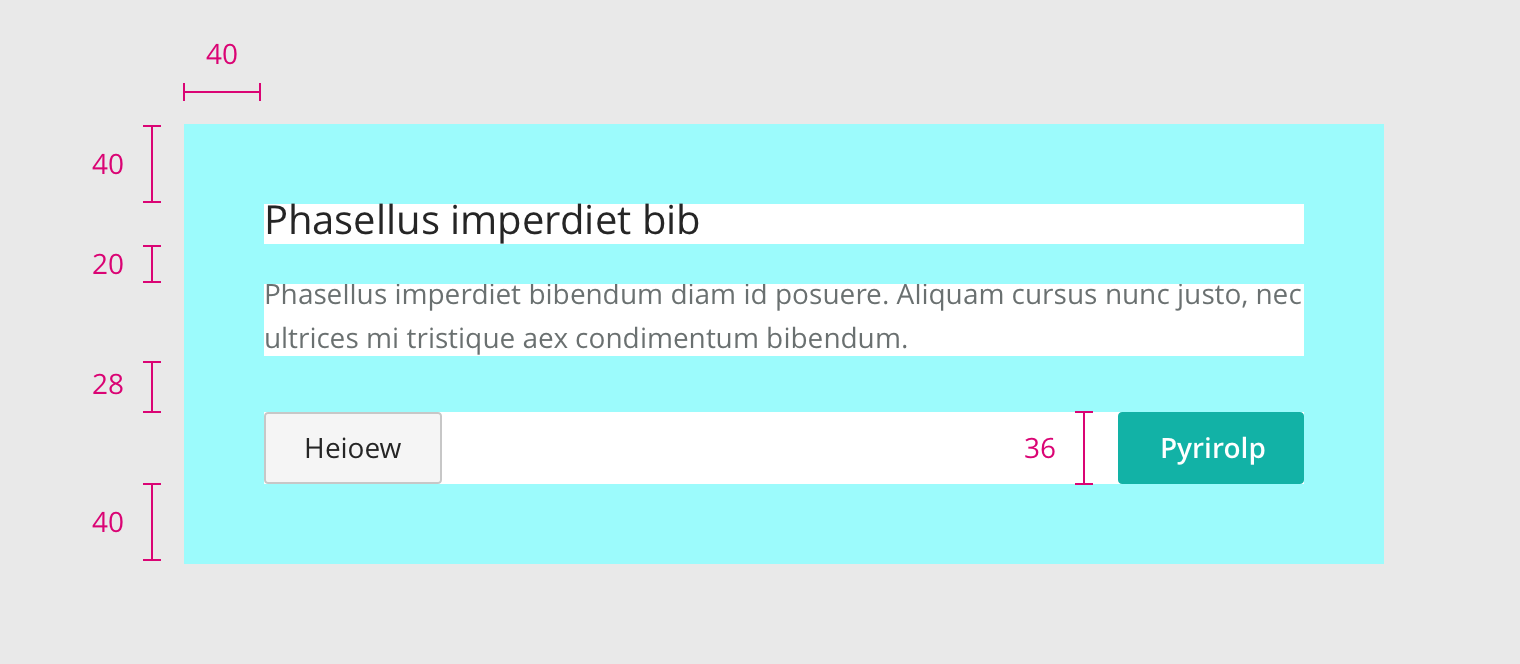 40
40
Phasellus imperdiet bib
20
Phasellus imperdiet bibendum diam id posuere. Aliquam cursus nunc justo, nec
ultrices mi tristique aex condimentum bibendum.
28
Heioew 36 Pyrirolp
40